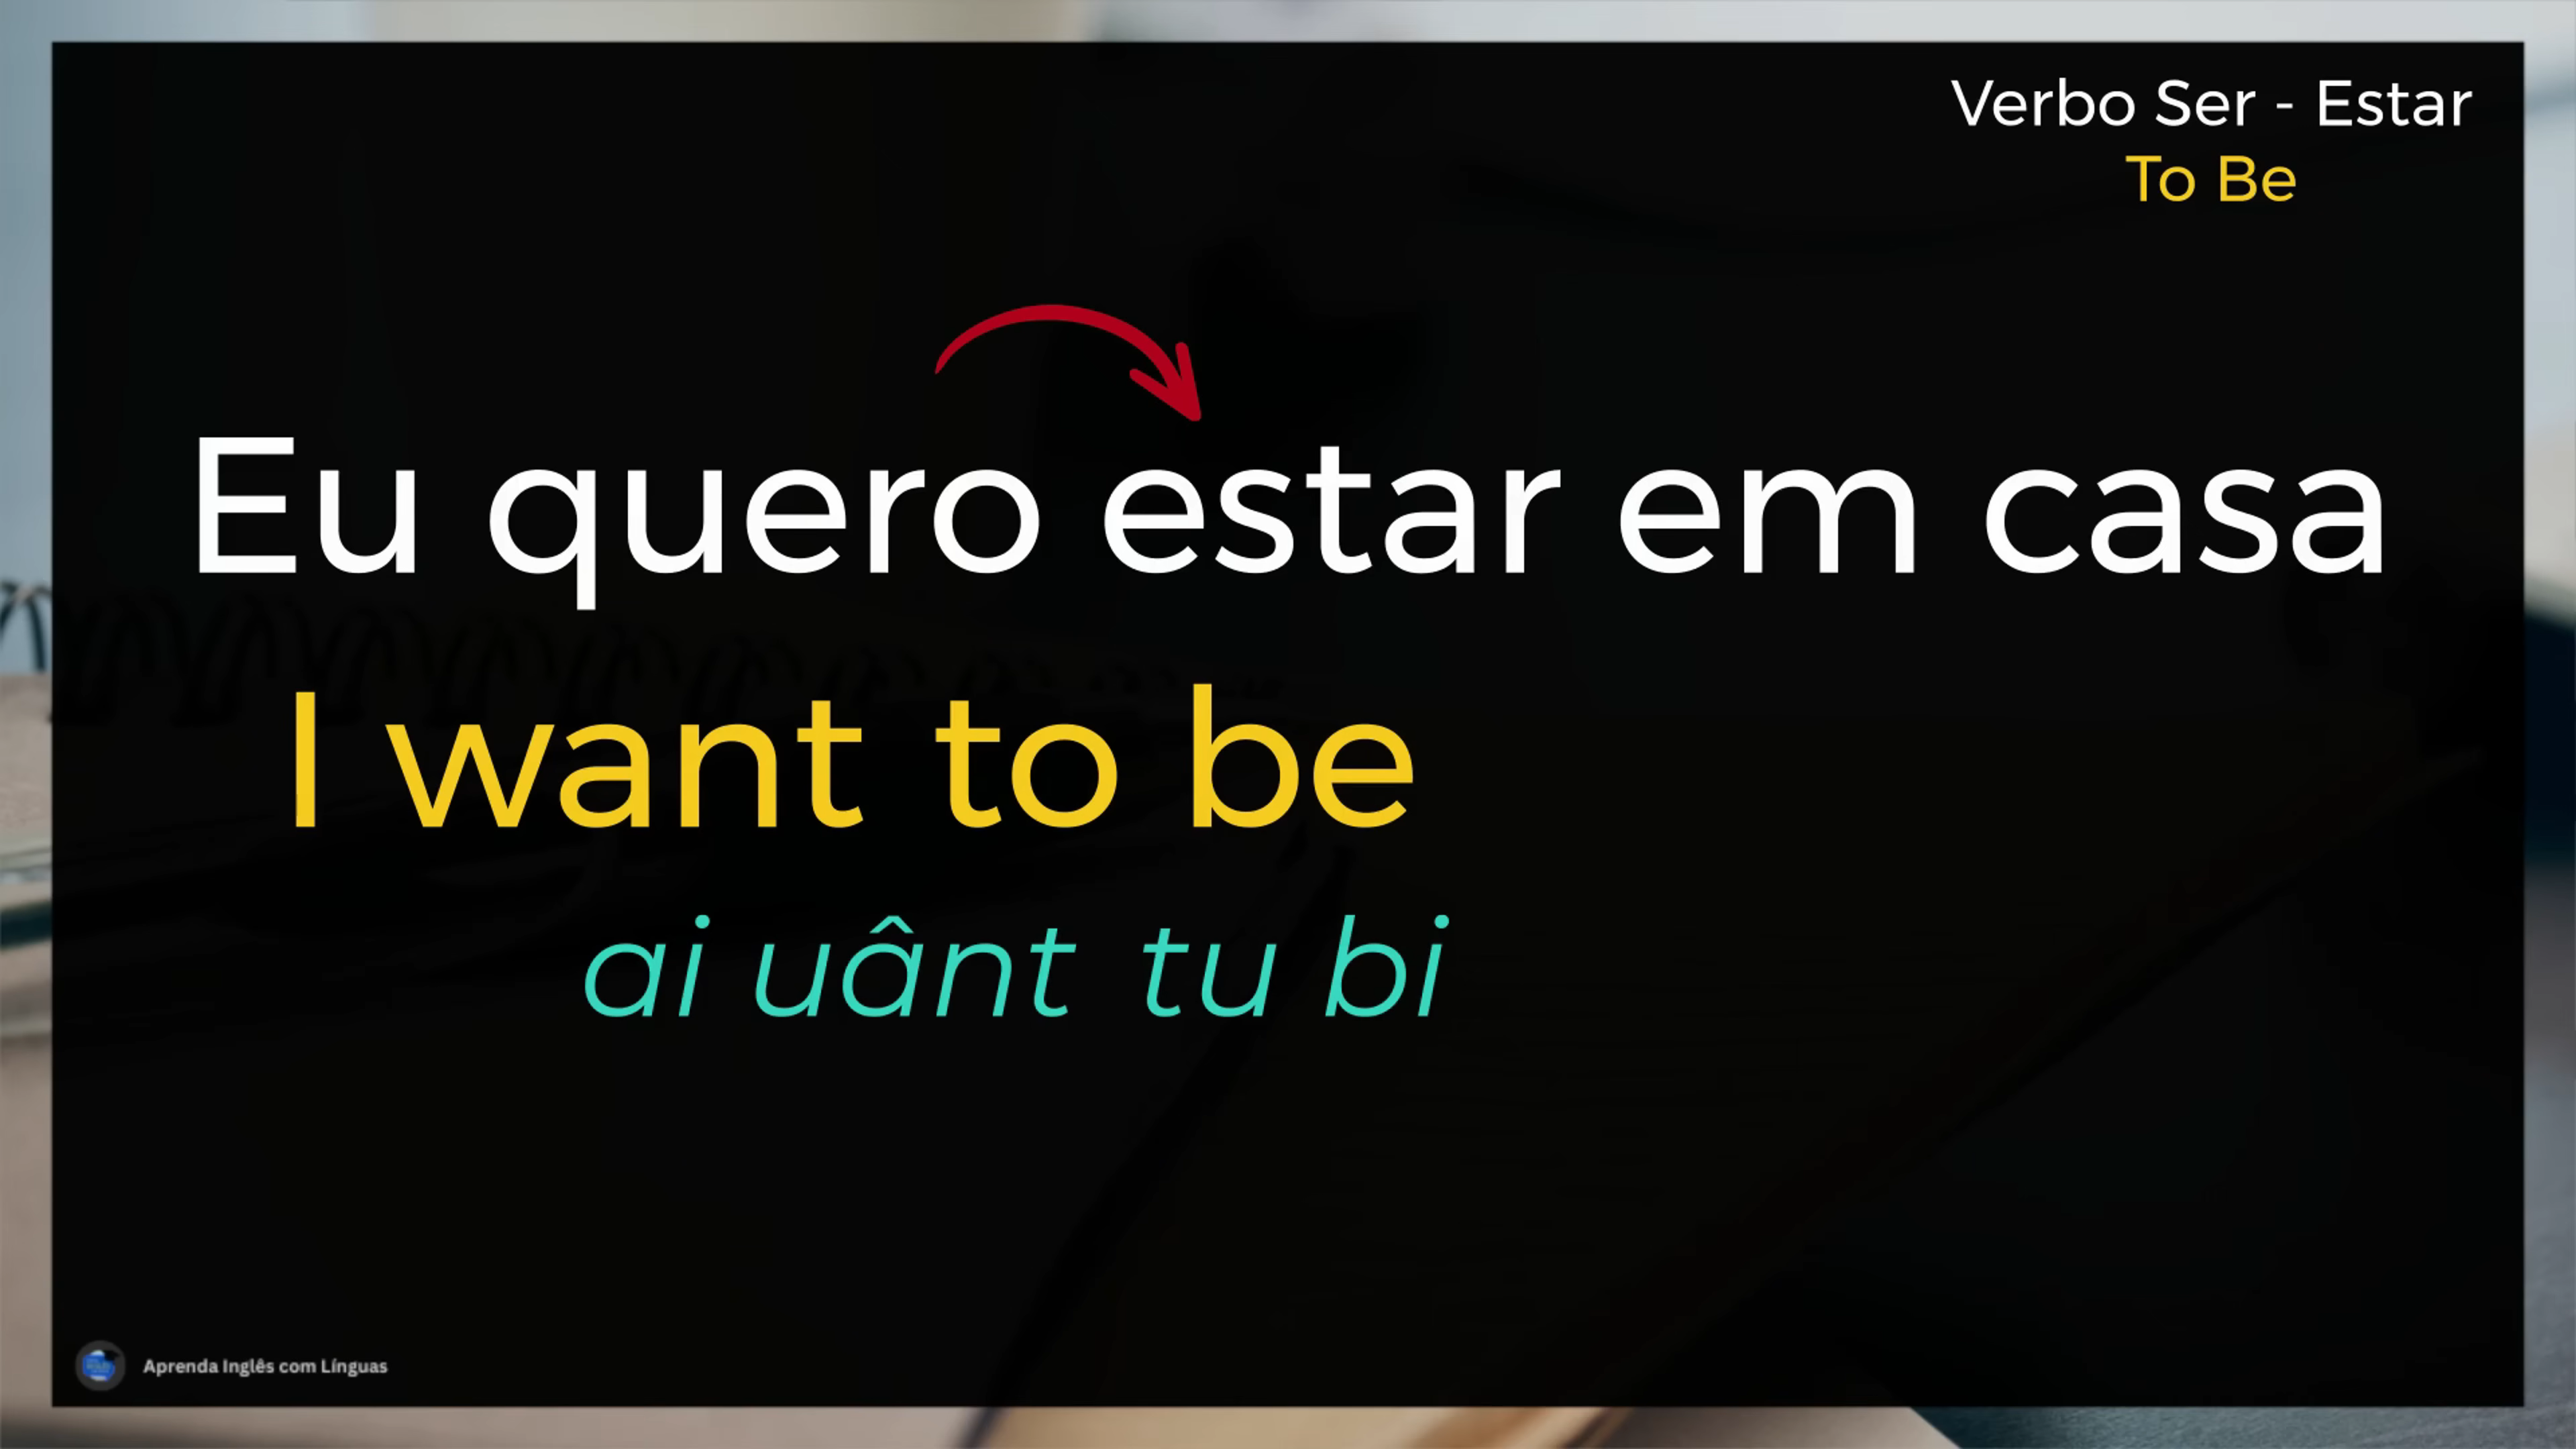 Verbo Ser - Estar
To Be
Eu quero estar em casa
I want to be
ai uânt tu bi
Aprenda Inglês com Línguas